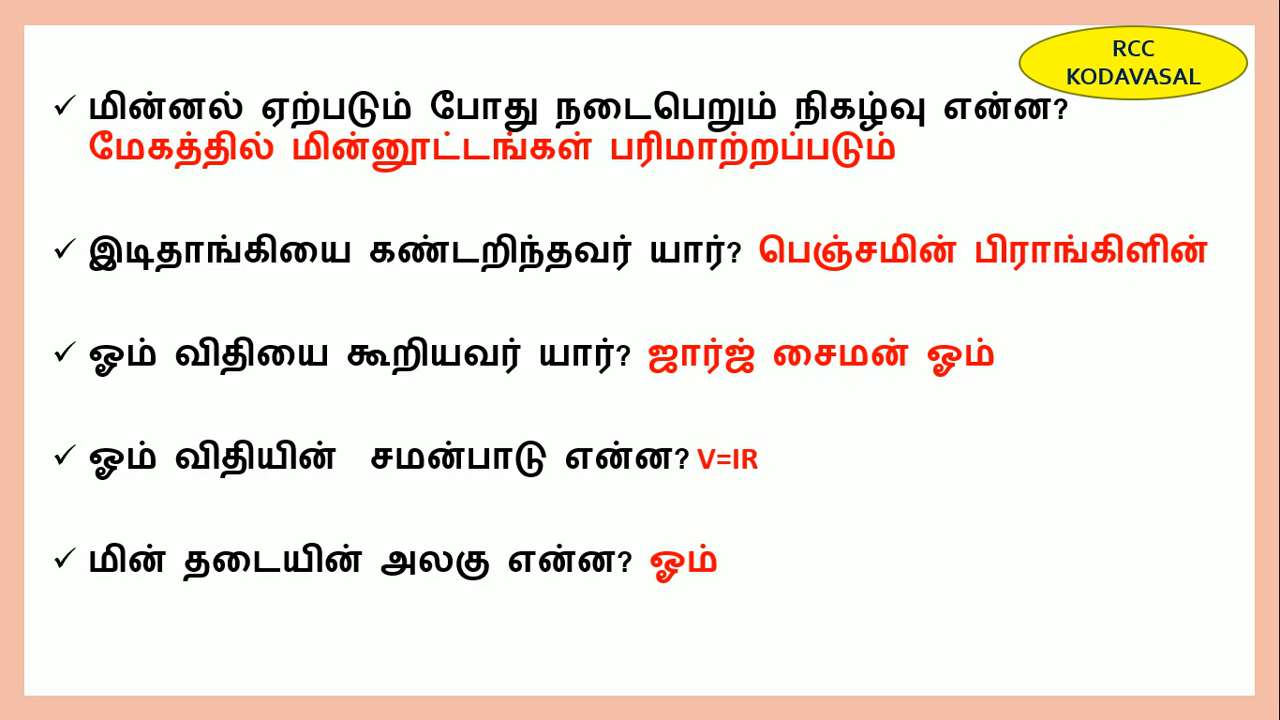 RCC
KODAVASAL
✓ மின்னல் ஏற்படும் போது நடைபெறும் நிகழ்வு என்ன?
மேகத்தில் மின்னூட்டங்கள் பரிமாற்றப்படும்
✓ இடிதாங்கியை கண்டறிந்தவர் யார்? பெஞ்சமின் பிராங்கிளின்
✓ ஓம் விதியை கூறியவர் யார்? ஜார்ஜ் சைமன் ஓம்
✓ ஓம் விதியின் சமன்பாடு என்ன? V=IR
✓ மின் தடையின் அலகு என்ன? ஓம்